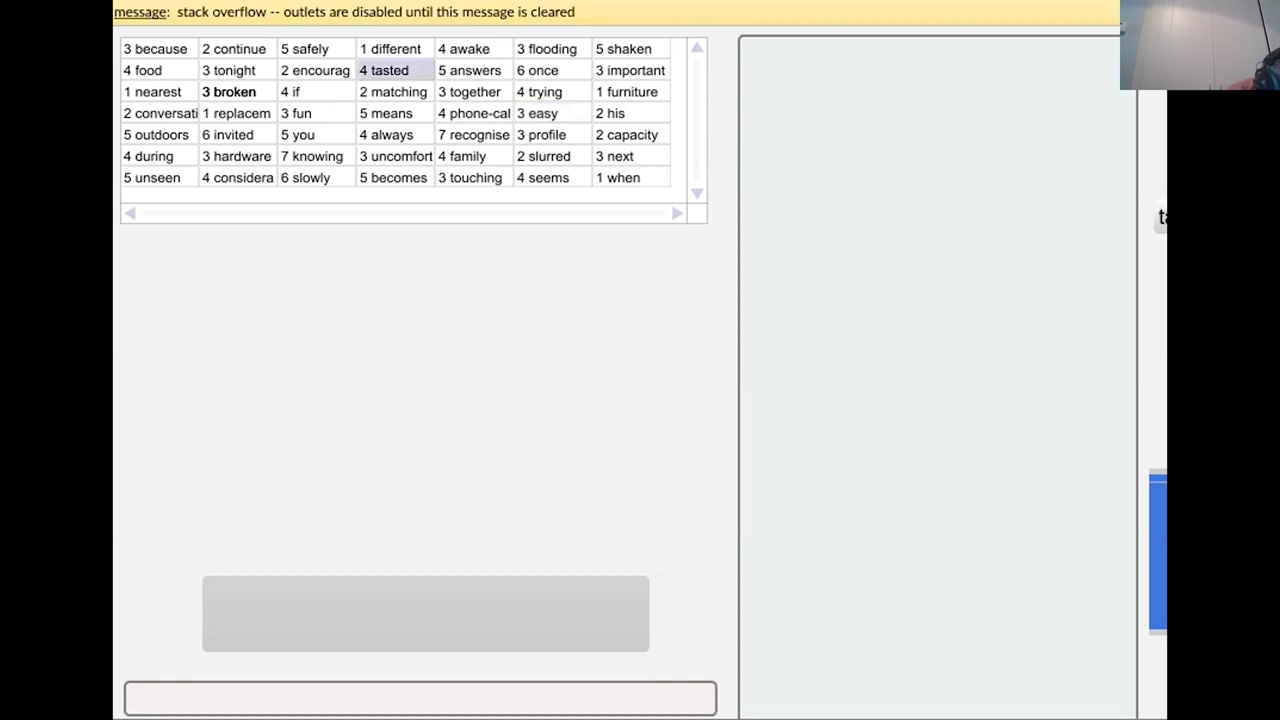 message: stack overflow -- outlets are disabled until this message is cleared
3 because 2 continue 5 safely 1 different 4 awake 3 flooding 5 shaken
4 food 3 tonight 2 encourag 4 tasted 5 answers 6 once 3 important
1 nearest 3 broken 4 if 2 matching 3 together 4 trying 1 furniture
2 conversati 1 replacem 3 fun 5 means 4 phone-cal 3 easy 2 his
5 outdoors 6 invited 5 you 4 always 7 recognise 3 profile 2 capacity
4 during 3 hardware 7 knowing 3 uncomfort 4 family 2 slurred 3 next
5 unseen 4 considera 6 slowly 5 becomes 3 touching 4 seems 1 when